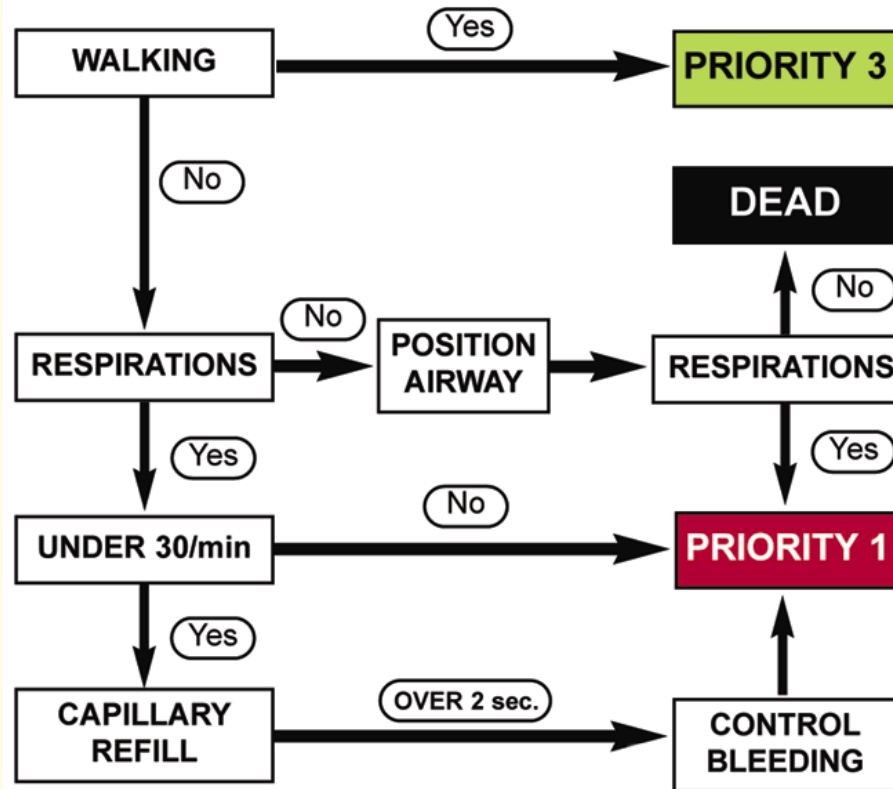 WALKING
Yes
PRIORITY 3
No
DEAD
No
RESPIRATIONS
No
POSITION
AIRWAY
RESPIRATIONS
Yes
Yes
UNDER 30/min
No
PRIORITY 1
Yes
CAPILLARY
REFILL
OVER 2 sec.
CONTROL
BLEEDING